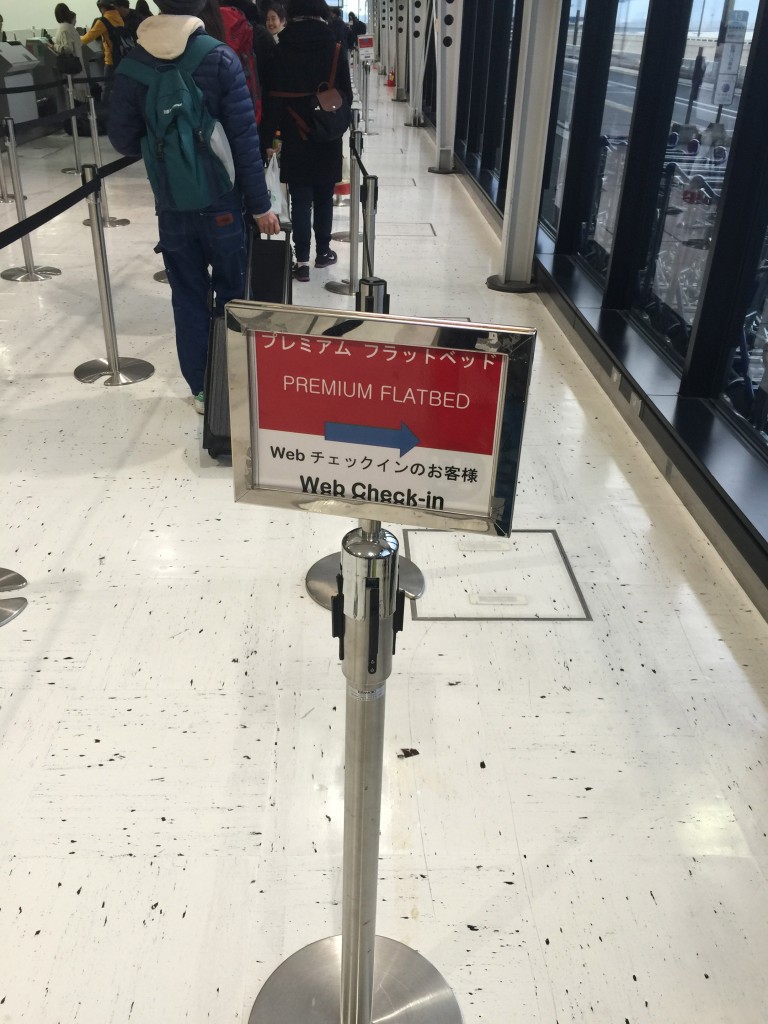 プレミアム フラットベッド
PREMIUM FLATBED
Web チェックインのお客様
Web Check-in